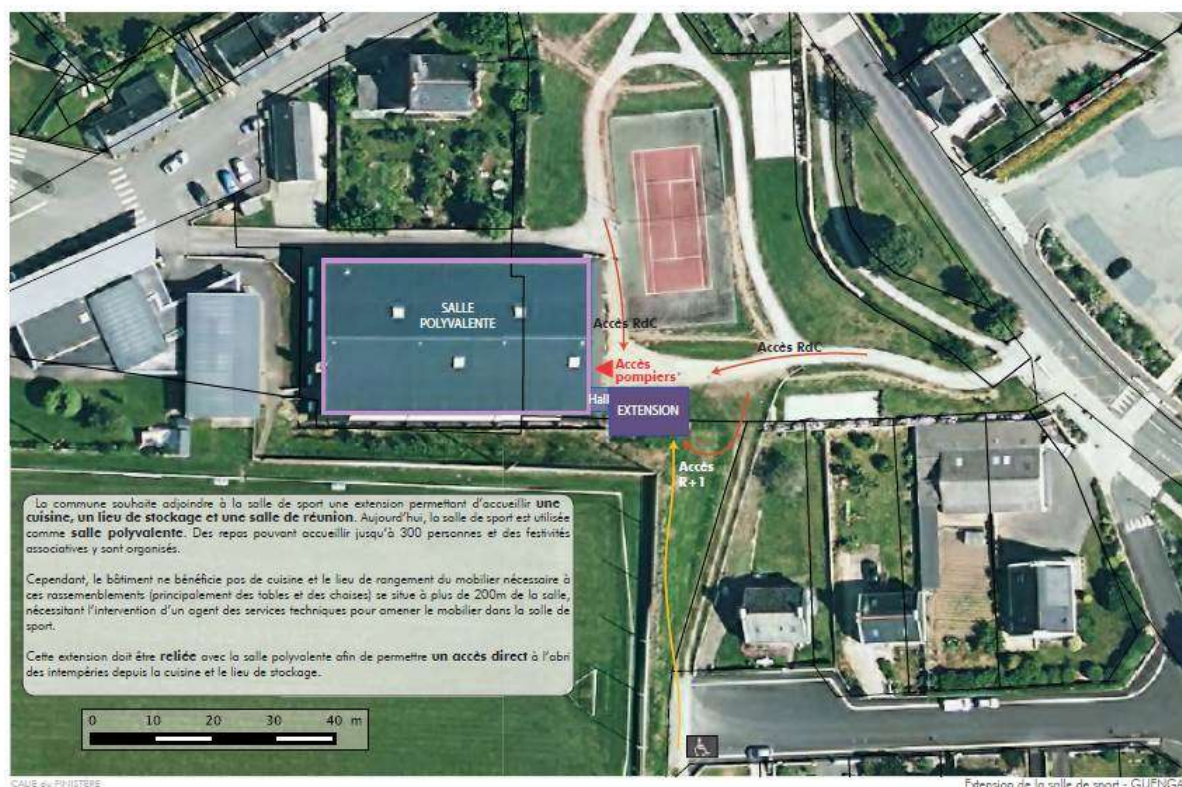 Accès RdC
SALLE
POLYVALENTE
Accès RdC
Accès
pompiers*
Hall
EXTENSION
Accès
R+1
La commune souhaite adjoindre à la salle de sport une extension permettant d'accueillir une
cuisine, un lieu de stockage et une salle de réunion. Aujourd'hui, la salle de sport est utilisée
comme salle polyvalente. Des repas pouvant accueillir jusqu'à 300 personnes et des festivités
associatives y sont organisés.
Cependant, le bâtiment ne bénéficie pas de cuisine et le lieu de rangement du mobilier nécessaire à
ces rassemenblements (principalement des tables et des chaises) se situe à plus de 200m de la salle,
nécessitant l'intervention d'un agent des services techniques pour amener le mobilier dans la salle de
sport.
Cette extension doit être reliée avec la salle polyvalente afin de permettre un accès direct à l'abri
des intempéries depuis la cuisine et le lieu de stockage.
0 10 20 30 40 m
CAUE du FINISTERE
Extension de la salle de sport - GUENGA